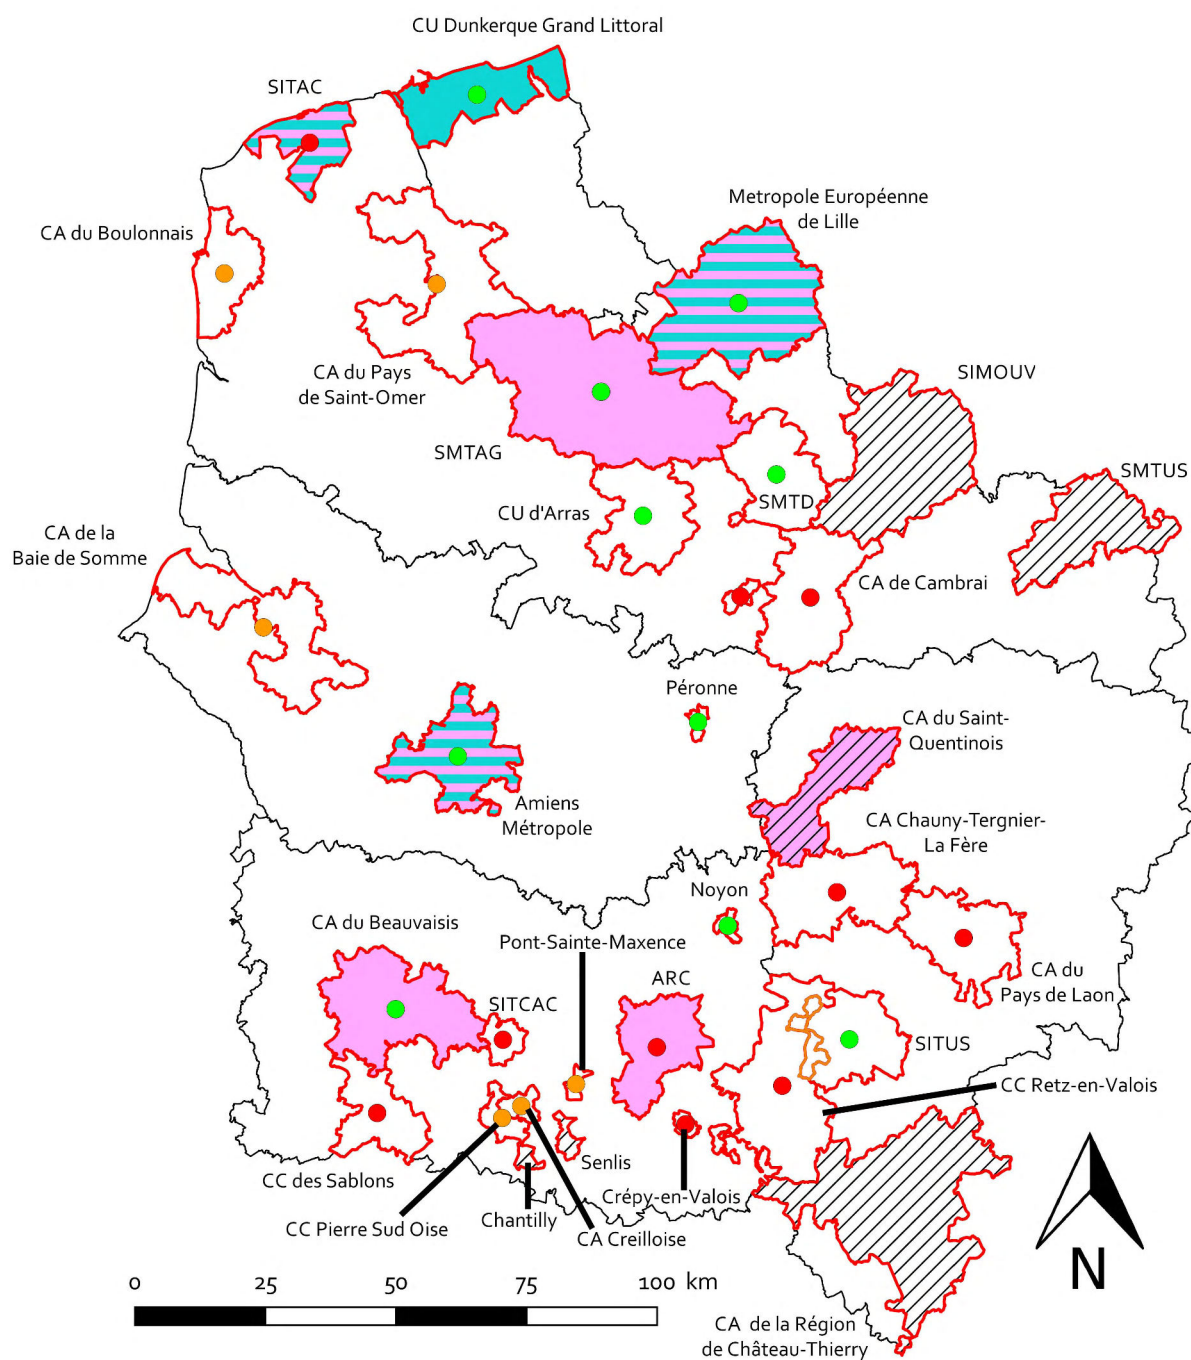 CU Dunkerque Grand Littoral
SITAC
Metropole Européenne
de Lille
CA du Boulonnais
CA du Pays
de Saint-Omer
SIMOUV
SMTAG
SMTUS
SMTD
CU d'Arras
CA de la
Baie de Somme
CA de Cambrai
Péronne
CA du Saint-
Quentinois
Amiens
Métropole
CA Chauny-Tergnier-
La Fère
Noyon
CA du Beauvaisis
Pont-Sainte-Maxence
ARC
CA du
Pays de Laon
SITCAC
SITUS
CC Retz-en-Valois
Senlis
CC des Sablons
Crépy-en-Valois
Chantilly
CC Pierre Sud Oise
CA Creilloise
N
0 25 50 75 100 km
CA de la Région
de Château-Thierry